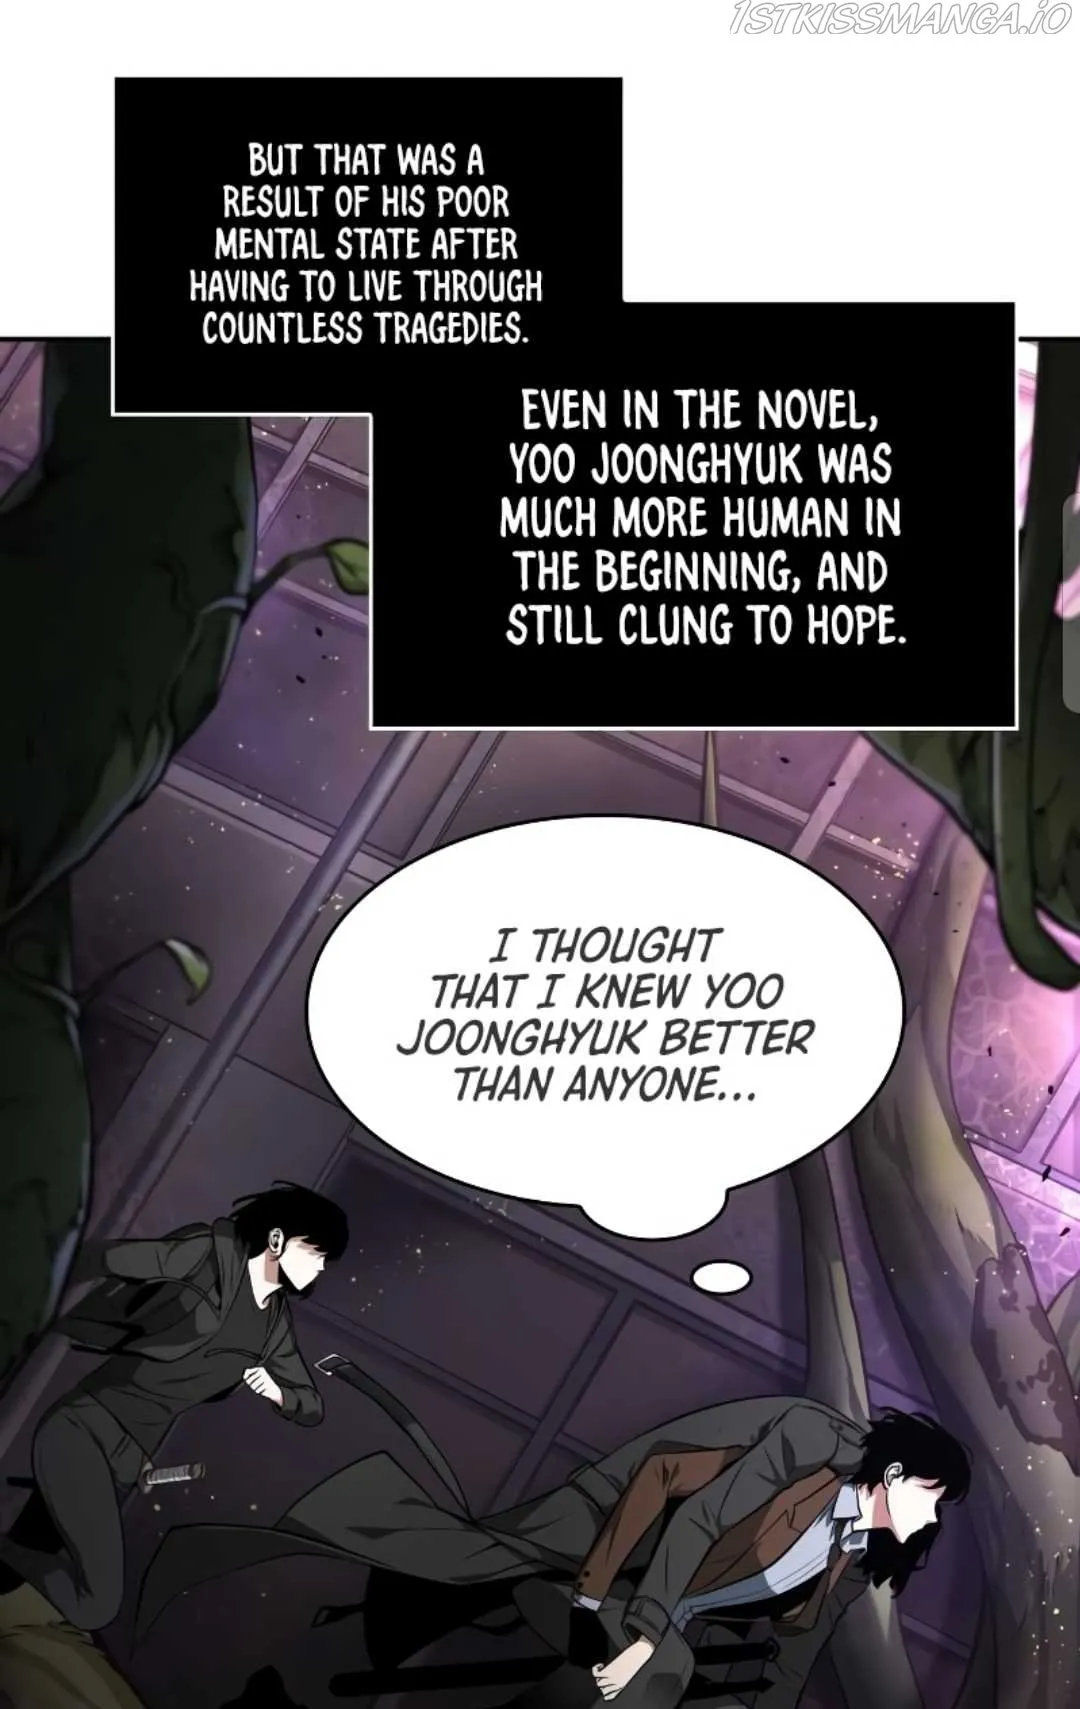 1STKISSMANGA.iO
BUT THAT WAS A
RESULT OF HIS POOR
MENTAL STATE AFTER
HAVING TO LIVE THROUGH
COUNTLESS TRAGEDIES.
EVEN IN THE NOVEL,
YOO JOONGHYUK WAS
MUCH MORE HUMAN IN
THE BEGINNING, AND
STILL CLUNG TO HOPE.
I THOUGHT
THAT I KNEW YOO
JOONGHYUK BETTER
THAN ANYONE...